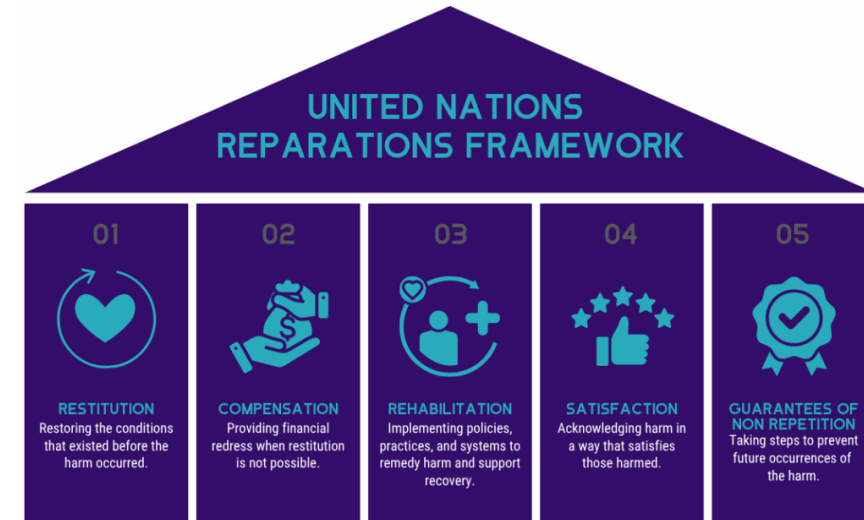 UNITED NATIONS
REPARATIONS FRAMEWORK
01
RESTITUTION
Restoring the conditions
that existed before the
harm occurred.
02
$
COMPENSATION
Providing financial
redress when restitution
is not possible.
03
REHABILITATION
Implementing policies,
practices, and systems to
remedy harm and support
recovery.
04
SATISFACTION
Acknowledging harm in
a way that satisfies
those harmed.
05
GUARANTEES OF
NON REPETITION
Taking steps to prevent
future occurrences of
the harm.